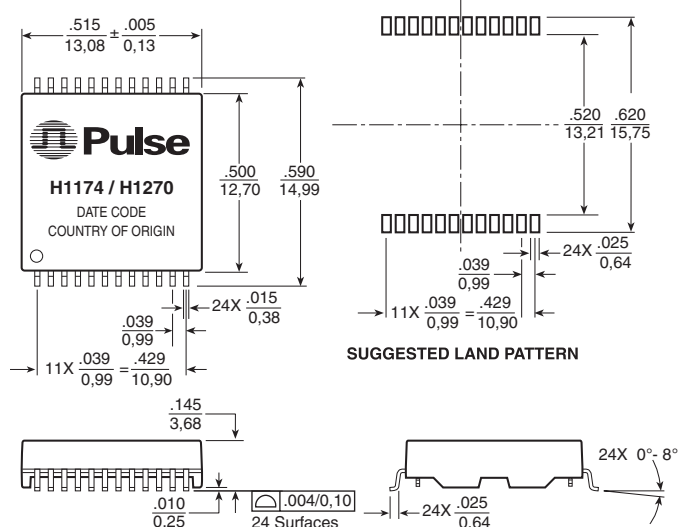 .515 ± .005
13,08 0,13
Pulse
H1174 / H1270
DATE CODE
COUNTRY OF ORIGIN
.500
12,70
.590
14,99
24X .015
0,38
.039
0,99
11X .039 = .429
0,99 10,90
.520 .620
13,21 15,75
24X .025
0,64
.039
0,99
11X .039 = .429
0,99 10,90
SUGGESTED LAND PATTERN
.145
3,68
.010
0,25
.004/0,10
24 Surfaces
24X .025
0,64
24X 0°- 8°